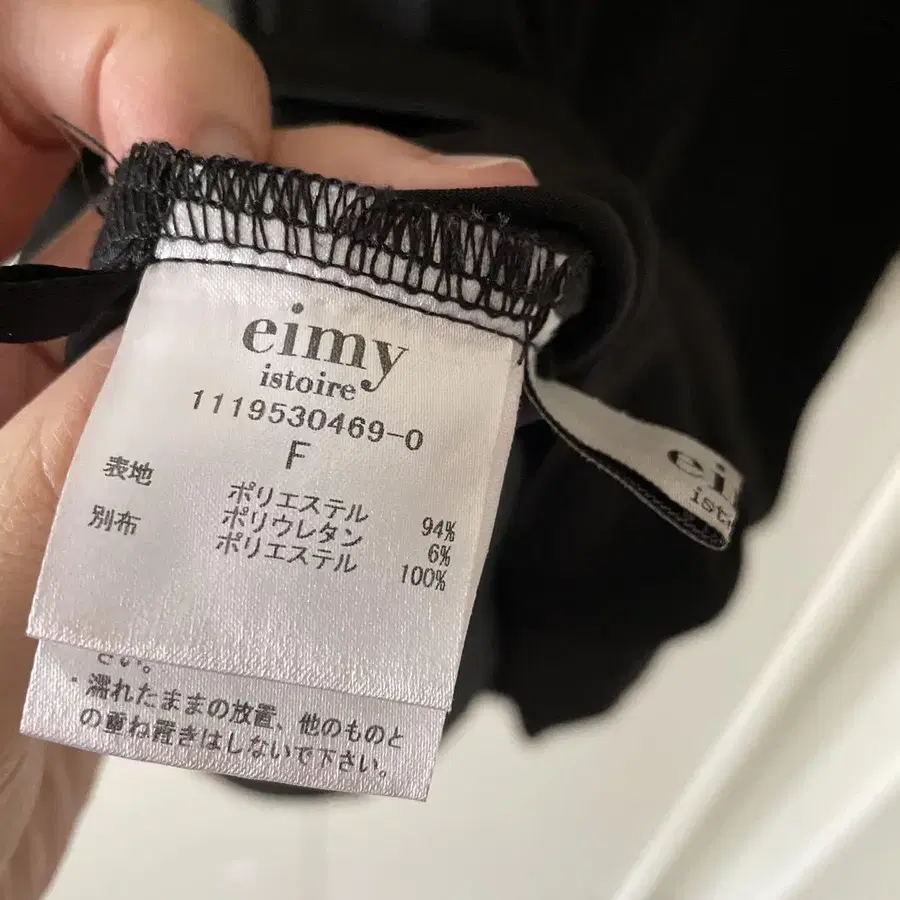 eimy
istoire
1119530469-0
F
表地 ポリエステル 94%
ポリウレタン 6%
別布 ポリエステル 100%
さい。
・濡れたままの放置、他のものと
の重ね置きはしないで下さい。
ei
ist